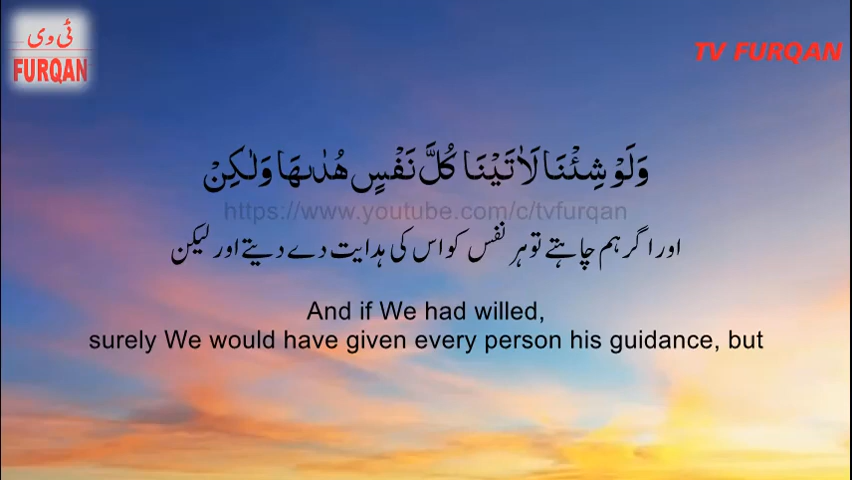 ٹی وی
FURQAN
TV FURQAN
وَلَوْ شِئْنَا لَاٰتَيْنَا كُلَّ نَفْسٍ هُدٰىهَا وَلٰكِنْ
https://www.youtube.com/c/tvfurqan
اور اگر ہم چاہتے تو ہر نفس کو اس کی ہدایت دے دیتے اور لیکن
And if We had willed,
surely We would have given every person his guidance, but